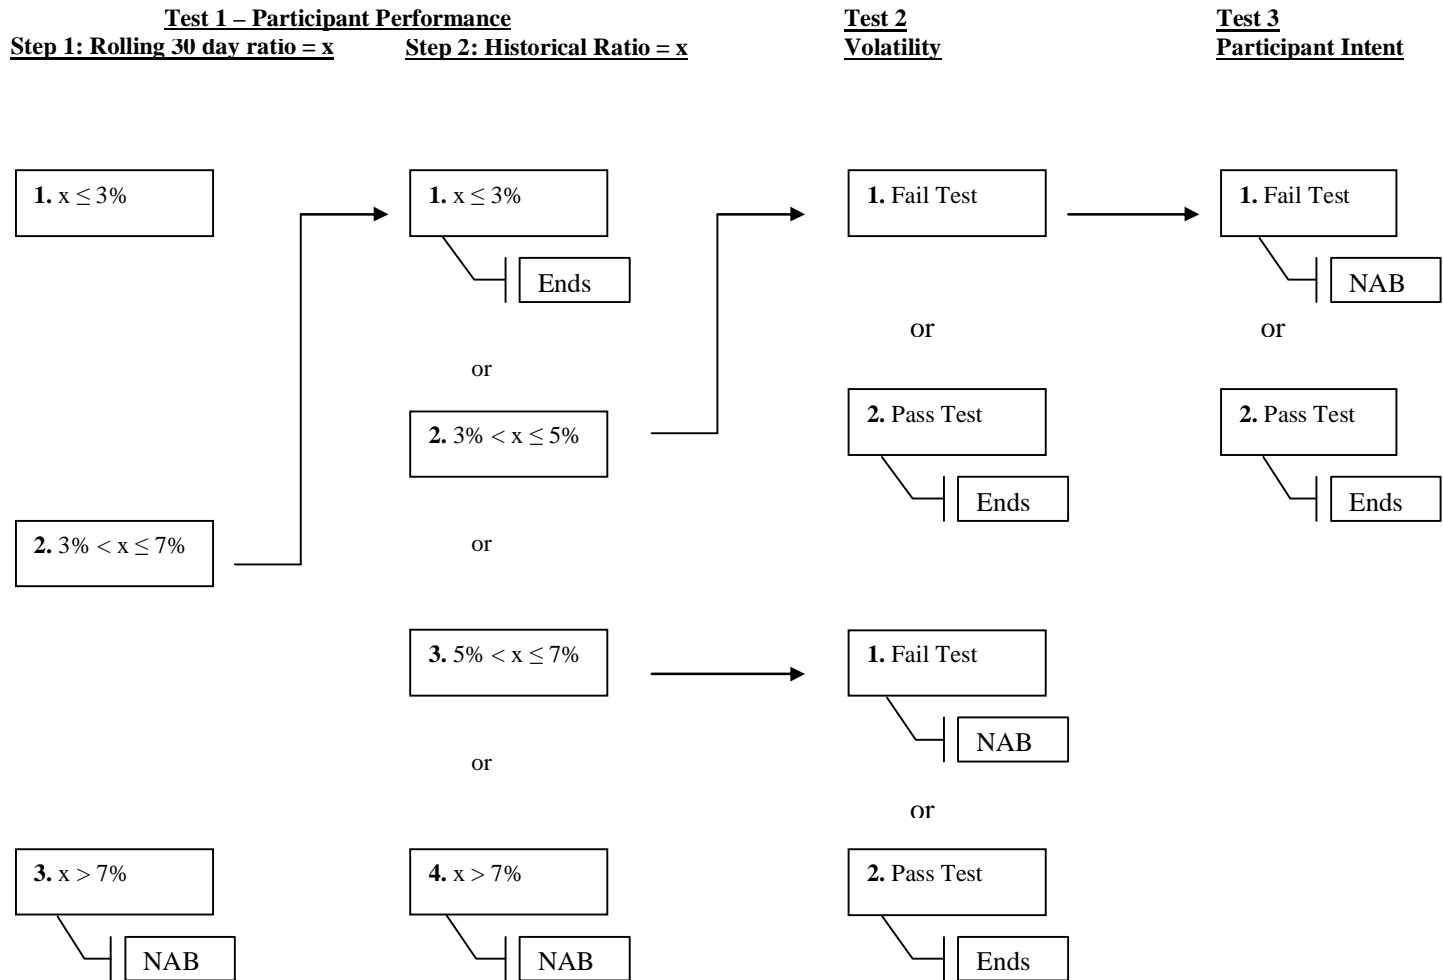 Test 1 – Participant Performance
Test 2
Test 3
Step 1: Rolling 30 day ratio = x
Step 2: Historical Ratio = x
Volatility
Participant Intent
1. x ≤ 3%
1. x ≤ 3%
1. Fail Test
1. Fail Test
Ends
NAB
or
or
or
2. 3% < x ≤ 5%
2. Pass Test
2. Pass Test
Ends
Ends
2. 3% < x ≤ 7%
or
3. 5% < x ≤ 7%
1. Fail Test
NAB
or
or
3. x > 7%
4. x > 7%
2. Pass Test
NAB
NAB
Ends